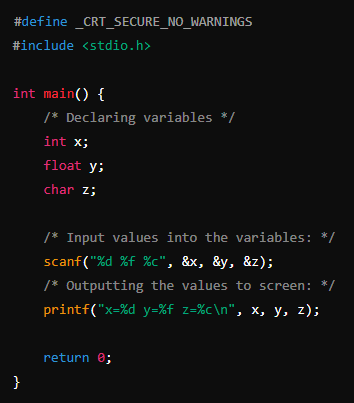 #define _CRT_SECURE_NO_WARNINGS
#include <stdio.h>

int main() {
    /* Declaring variables */
    int x;
    float y;
    char z;

    /* Input values into the variables: */
    scanf("%d %f %c", &x, &y, &z);
    /* Outputting the values to screen: */
    printf("x=%d y=%f z=%c\n", x, y, z);

    return 0;
}